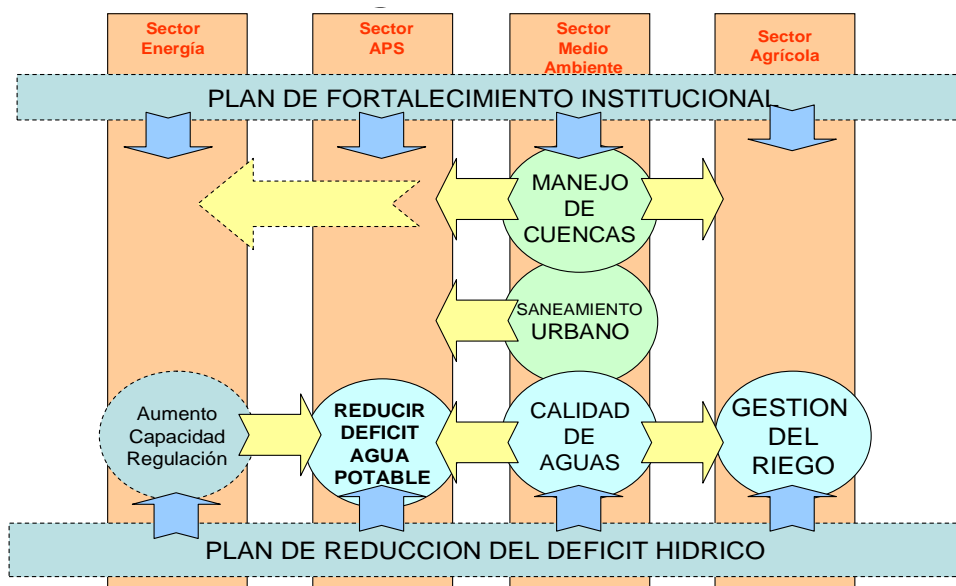 Sector
Energía
Sector
APS
Sector
Medio
Ambiente
Sector
Agrícola
PLAN DE FORTALECIMIENTO INSTITUCIONAL
MANEJO
DE
CUENCAS
SANEAMIENTO
URBANO
Aumento
Capacidad
Regulación
REDUCIR
DEFICIT
AGUA
POTABLE
CALIDAD
DE
AGUAS
GESTION
DEL
RIEGO
PLAN DE REDUCCION DEL DEFICIT HIDRICO